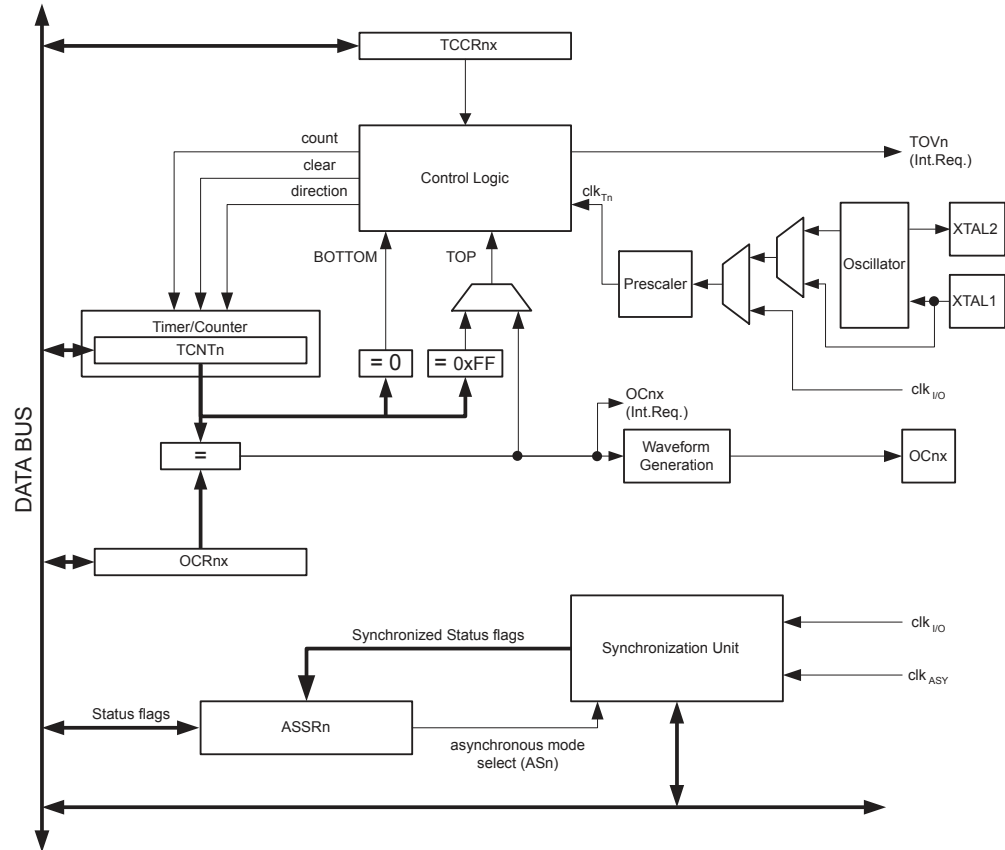 TCCRnx
count
clear
direction
Control Logic
TOVn
(Int.Req.)
clkTn
BOTTOM
TOP
Prescaler
Oscillator
XTAL2
XTAL1
Timer/Counter
TCNTn
= 0
= 0xFF
clkI/O
OCnx
(Int.Req.)
=
Waveform
Generation
OCnx
DATA BUS
OCRnx
Synchronized Status flags
Synchronization Unit
clkI/O
clkASY
Status flags
ASSRn
asynchronous mode
select (ASn)